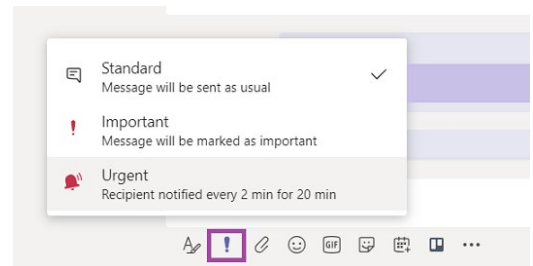 Standard
Message will be sent as usual
Important
Message will be marked as important
Urgent
Recipient notified every 2 min for 20 min
GIF